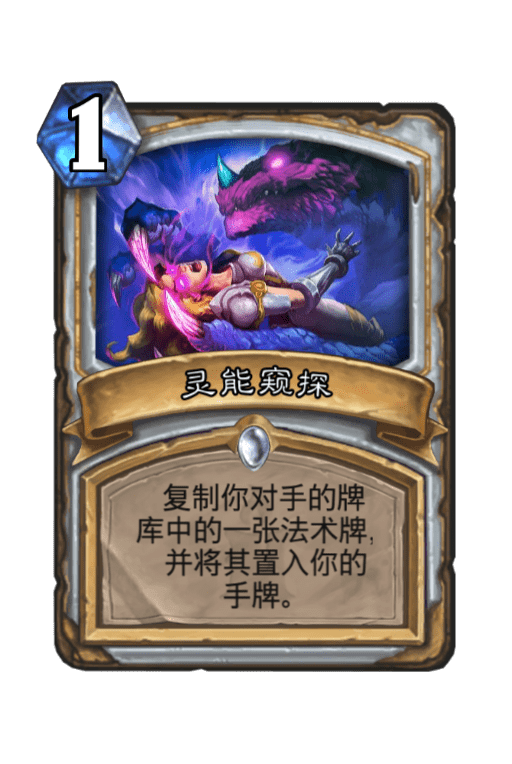 1
灵能窥探
复制你对手的牌
库中的一张法术牌,
并将其置入你的
手牌。